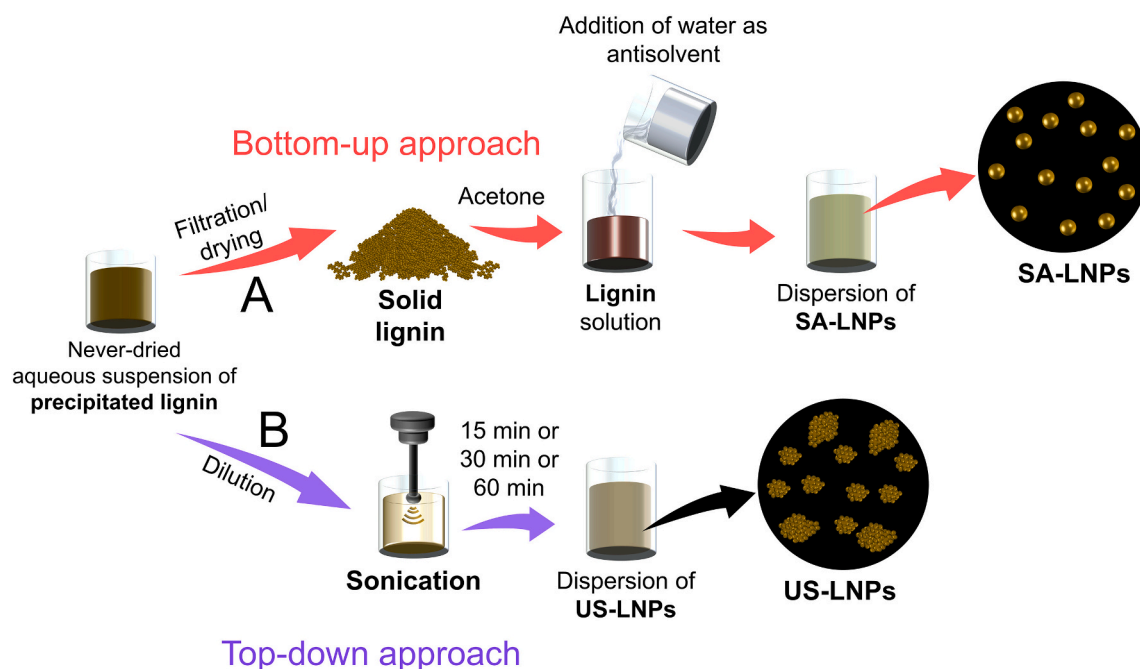 Addition of water as
antisolvent
Bottom-up approach
Filtration/
drying
A
Solid
lignin
Acetone
Lignin
solution
Dispersion of
SA-LNPs
SA-LNPs
Never-dried
aqueous suspension of
precipitated lignin
B
Dilution
Sonication
15 min or
30 min or
60 min
Dispersion of
US-LNPs
US-LNPs
Top-down approach